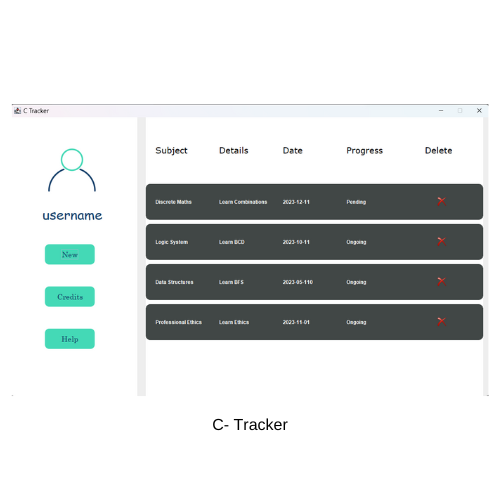 C Tracker
username
New
Credits
Help
Subject Details Date Progress Delete
Discrete Maths Learn Combinations 2023-12-11 Pending
Logic System Learn BCD 2023-10-11 Ongoing
Data Structures Learn BFS 2023-05-110 Ongoing
Professional Ethics Learn Ethics 2023-11-01 Ongoing
C- Tracker